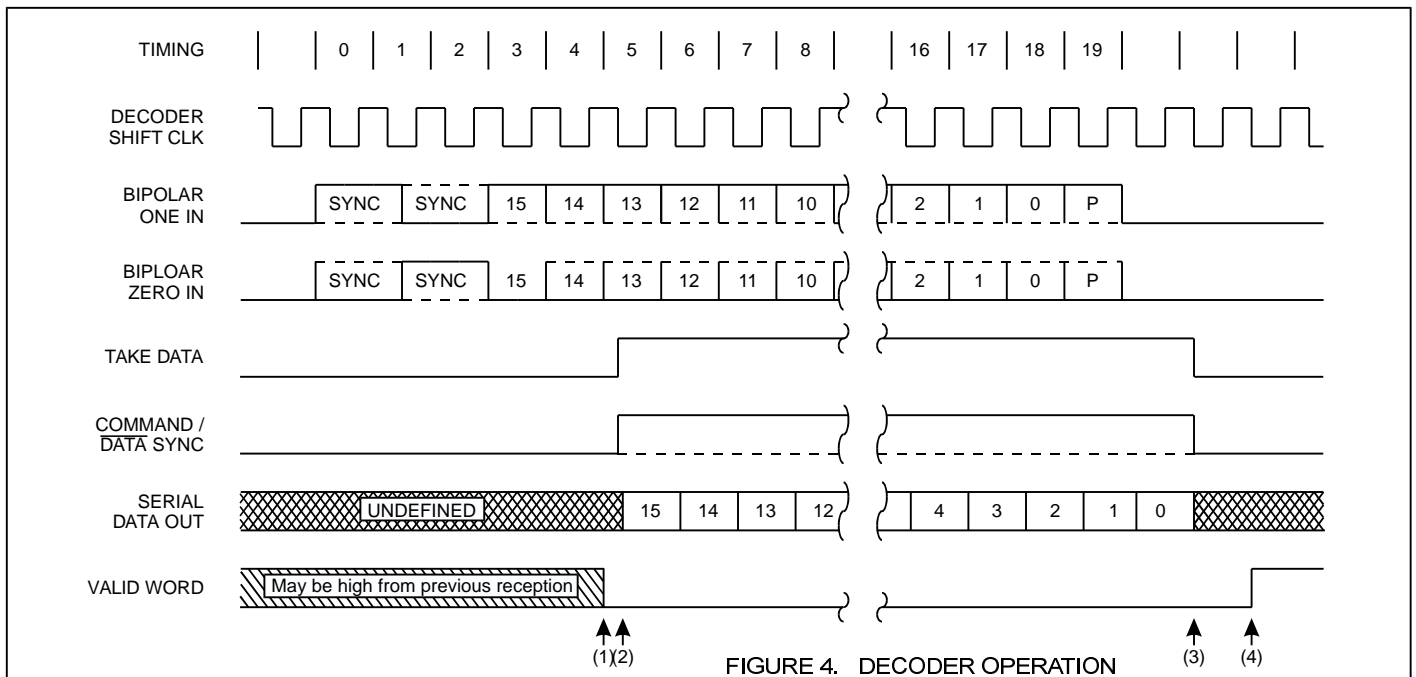 TIMING 0 1 2 3 4 5 6 7 8 16 17 18 19
DECODER
SHIFT CLK
BIPOLAR
ONE IN
SYNC SYNC 15 14 13 12 11 10 2 1 0 P
BIPLOAR
ZERO IN
SYNC SYNC 15 14 13 12 11 10 2 1 0 P
TAKE DATA
COMMAND /
DATA SYNC
SERIAL
DATA OUT
UNDEFINED 15 14 13 12 4 3 2 1 0
VALID WORD May be high from previous reception
(1) (2) (3) (4)
FIGURE 4. DECODER OPERATION